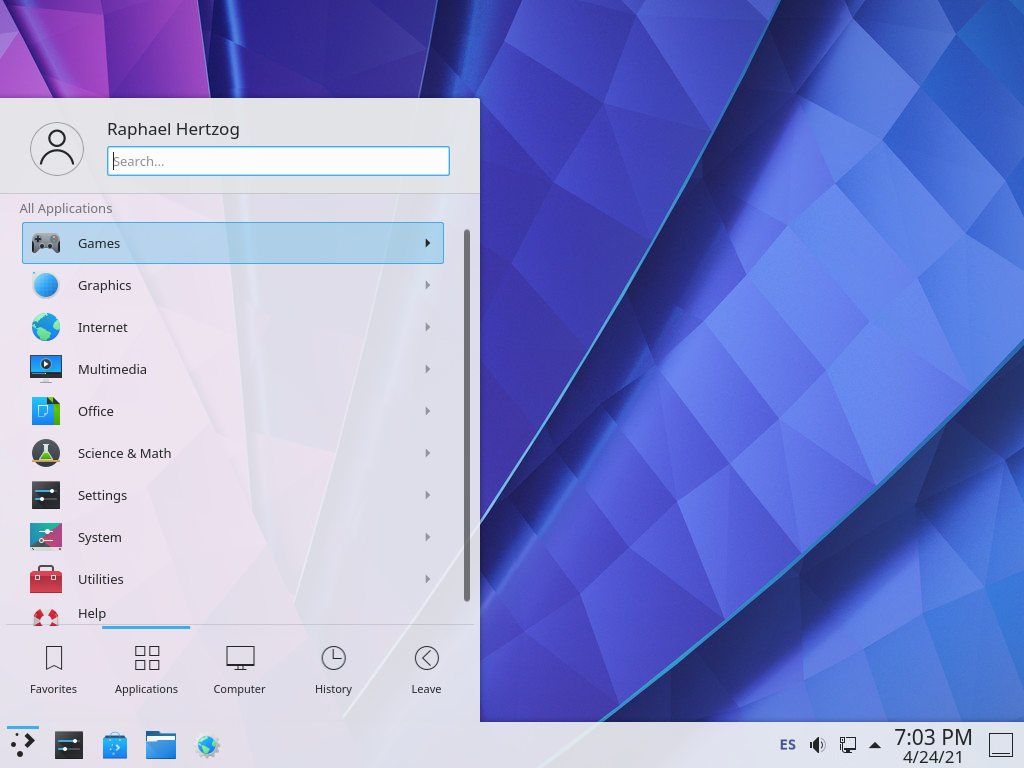 Raphael Hertzog
Search...
All Applications
Games
Graphics
Internet
Multimedia
Office
Science & Math
Settings
System
Utilities
Help
Favorites
Applications
Computer
History
Leave
ES
7:03 PM
4/24/21